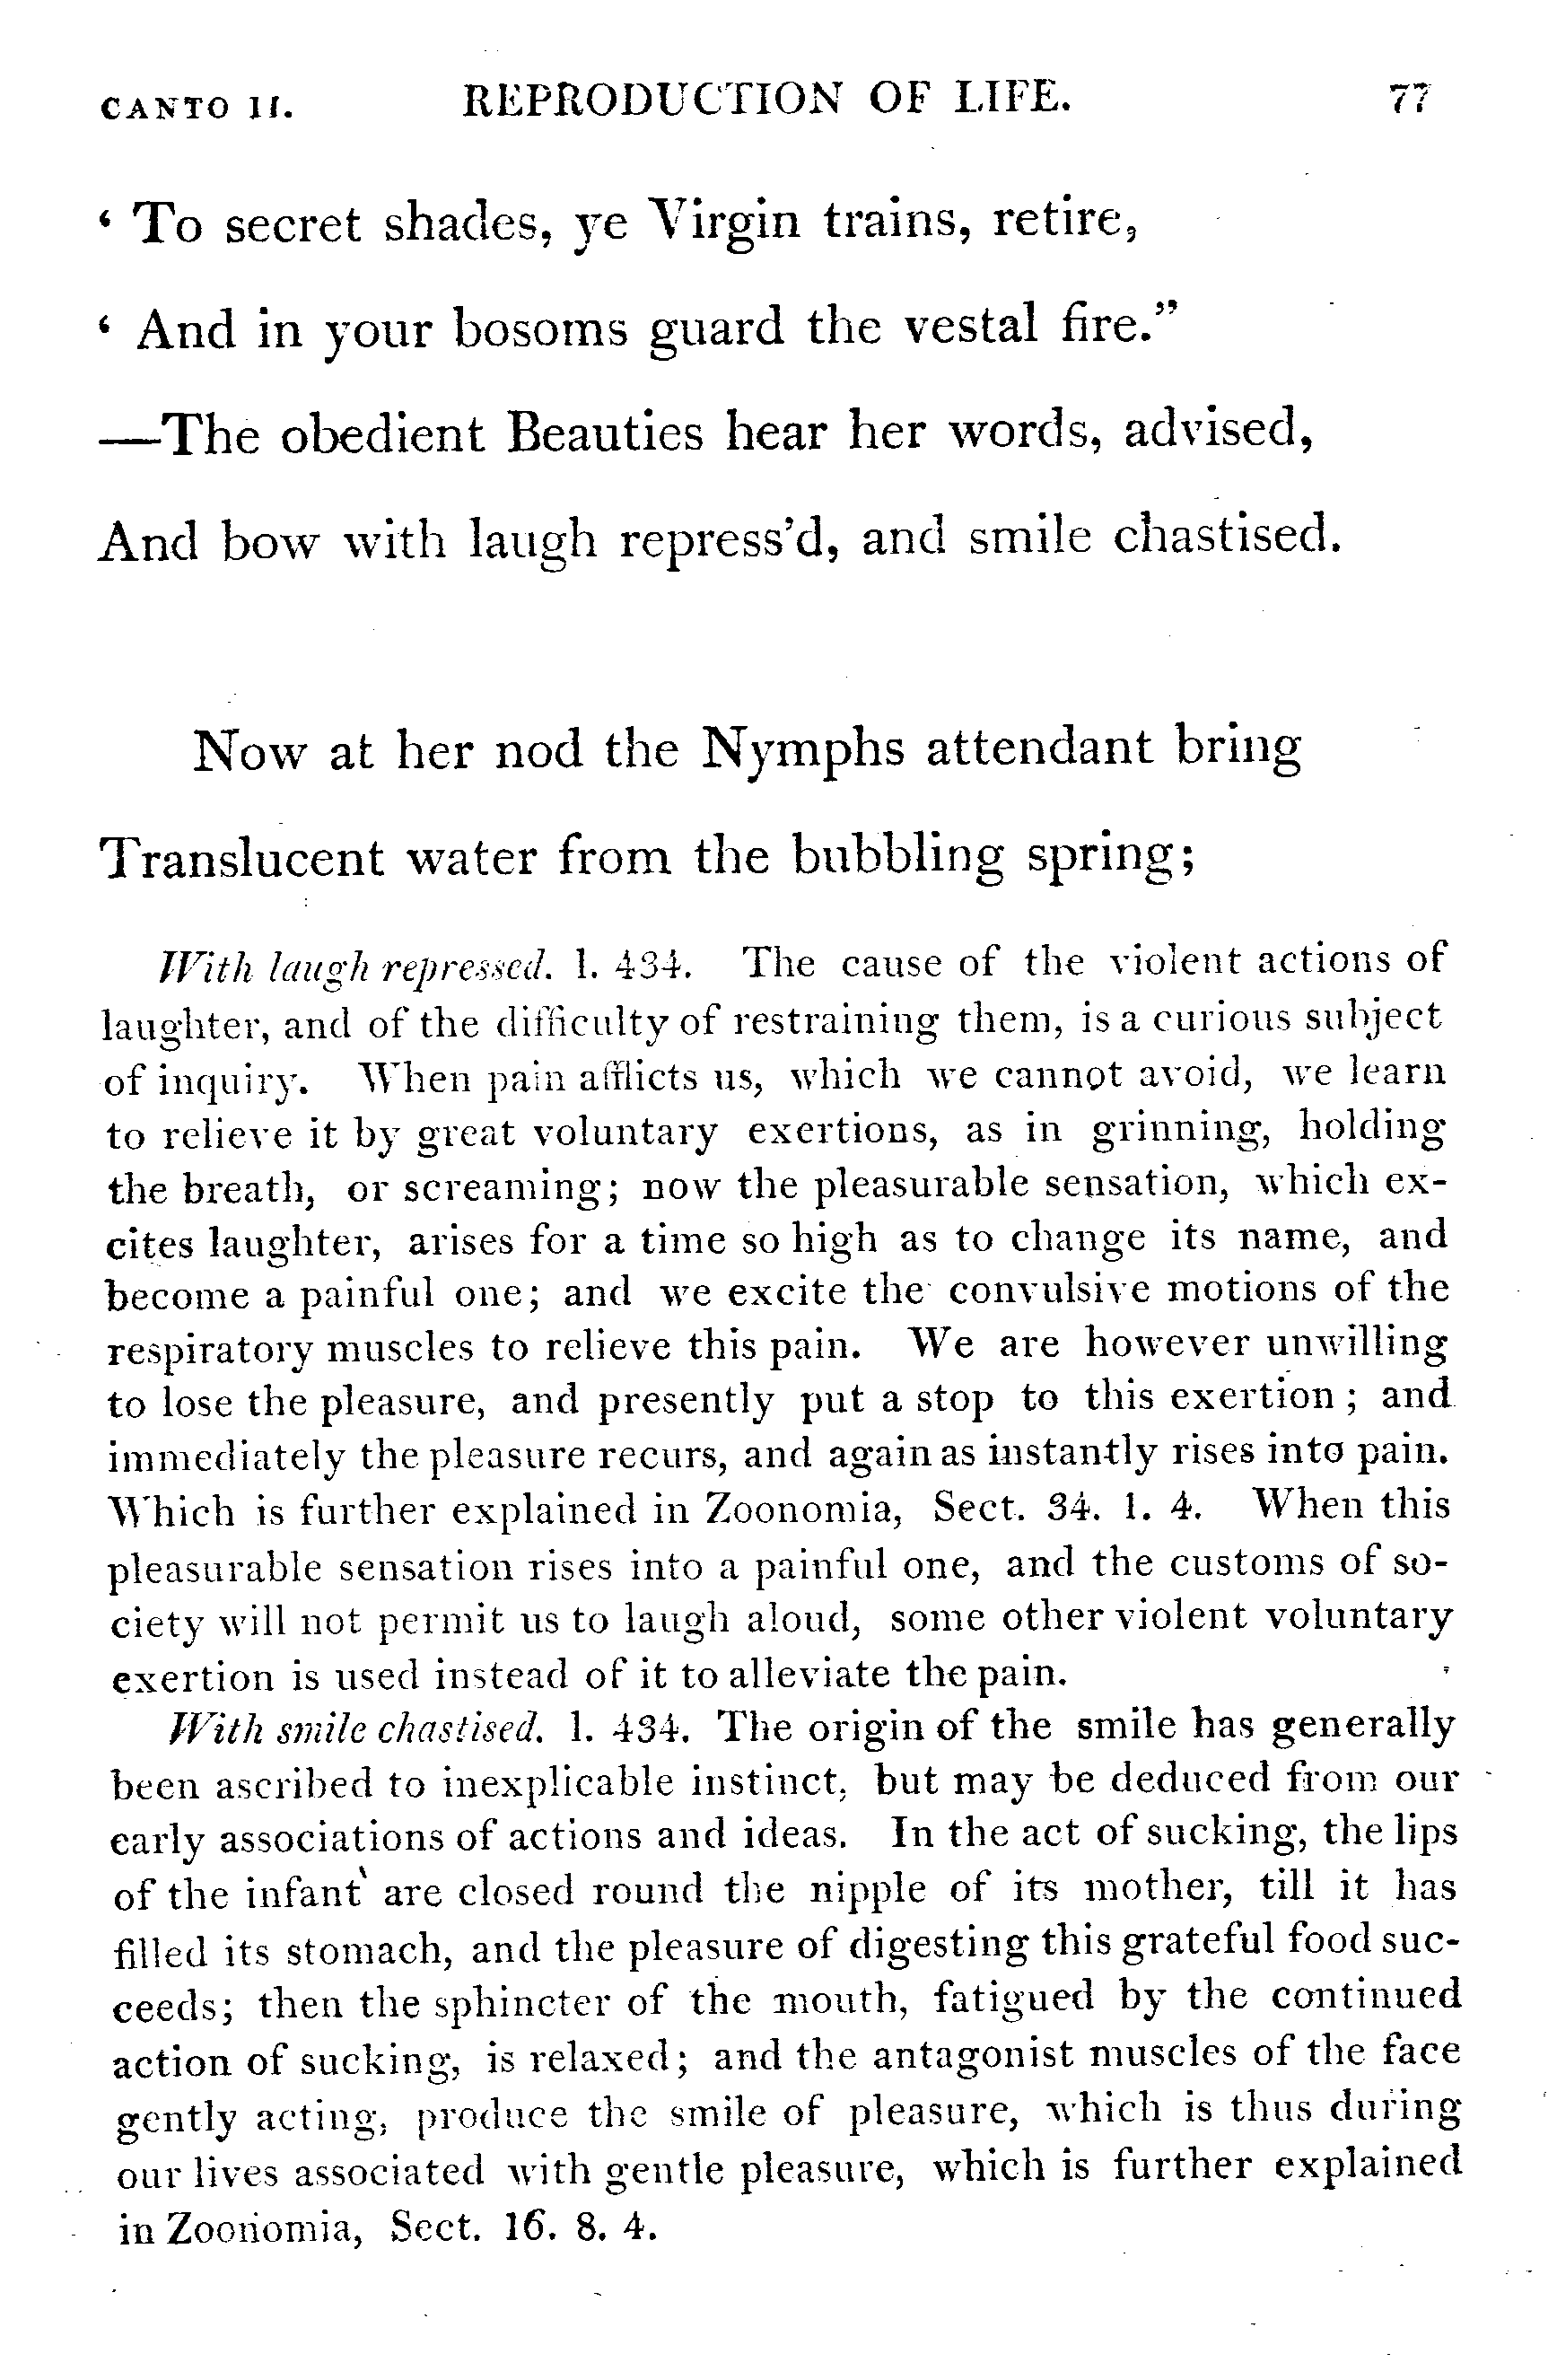 CANTO II. REPRODUCTION OF LIFE. 77
‘ To secret shades, ye Virgin trains, retire,
‘ And in your bosoms guard the vestal fire.”
—The obedient Beauties hear her words, advised,
And bow with laugh repress’d, and smile chastised.
Now at her nod the Nymphs attendant bring
Translucent water from the bubbling spring;
With laugh repressed. l. 434. The cause of the violent actions of
laughter, and of the difficulty of restraining them, is a curious subject
of inquiry. When pain afflicts us, which we cannot avoid, we learn
to relieve it by great voluntary exertions, as in grinning, holding
the breath, or screaming; now the pleasurable sensation, which ex-
cites laughter, arises for a time so high as to change its name, and
become a painful one; and we excite the convulsive motions of the
respiratory muscles to relieve this pain. We are however unwilling
to lose the pleasure, and presently put a stop to this exertion; and
immediately the pleasure recurs, and again as instantly rises into pain.
Which is further explained in Zoonomia, Sect. 34. 1. 4. When this
pleasurable sensation rises into a painful one, and the customs of so-
ciety will not permit us to laugh aloud, some other violent voluntary
exertion is used instead of it to alleviate the pain.
With smile chastised. l. 434. The origin of the smile has generally
been ascribed to inexplicable instinct, but may be deduced from our
early associations of actions and ideas. In the act of sucking, the lips
of the infant are closed round the nipple of its mother, till it has
filled its stomach, and the pleasure of digesting this grateful food suc-
ceeds; then the sphincter of the mouth, fatigued by the continued
action of sucking, is relaxed; and the antagonist muscles of the face
gently acting, produce the smile of pleasure, which is thus during
our lives associated with gentle pleasure, which is further explained
in Zoonomia, Sect. 16. 8. 4.